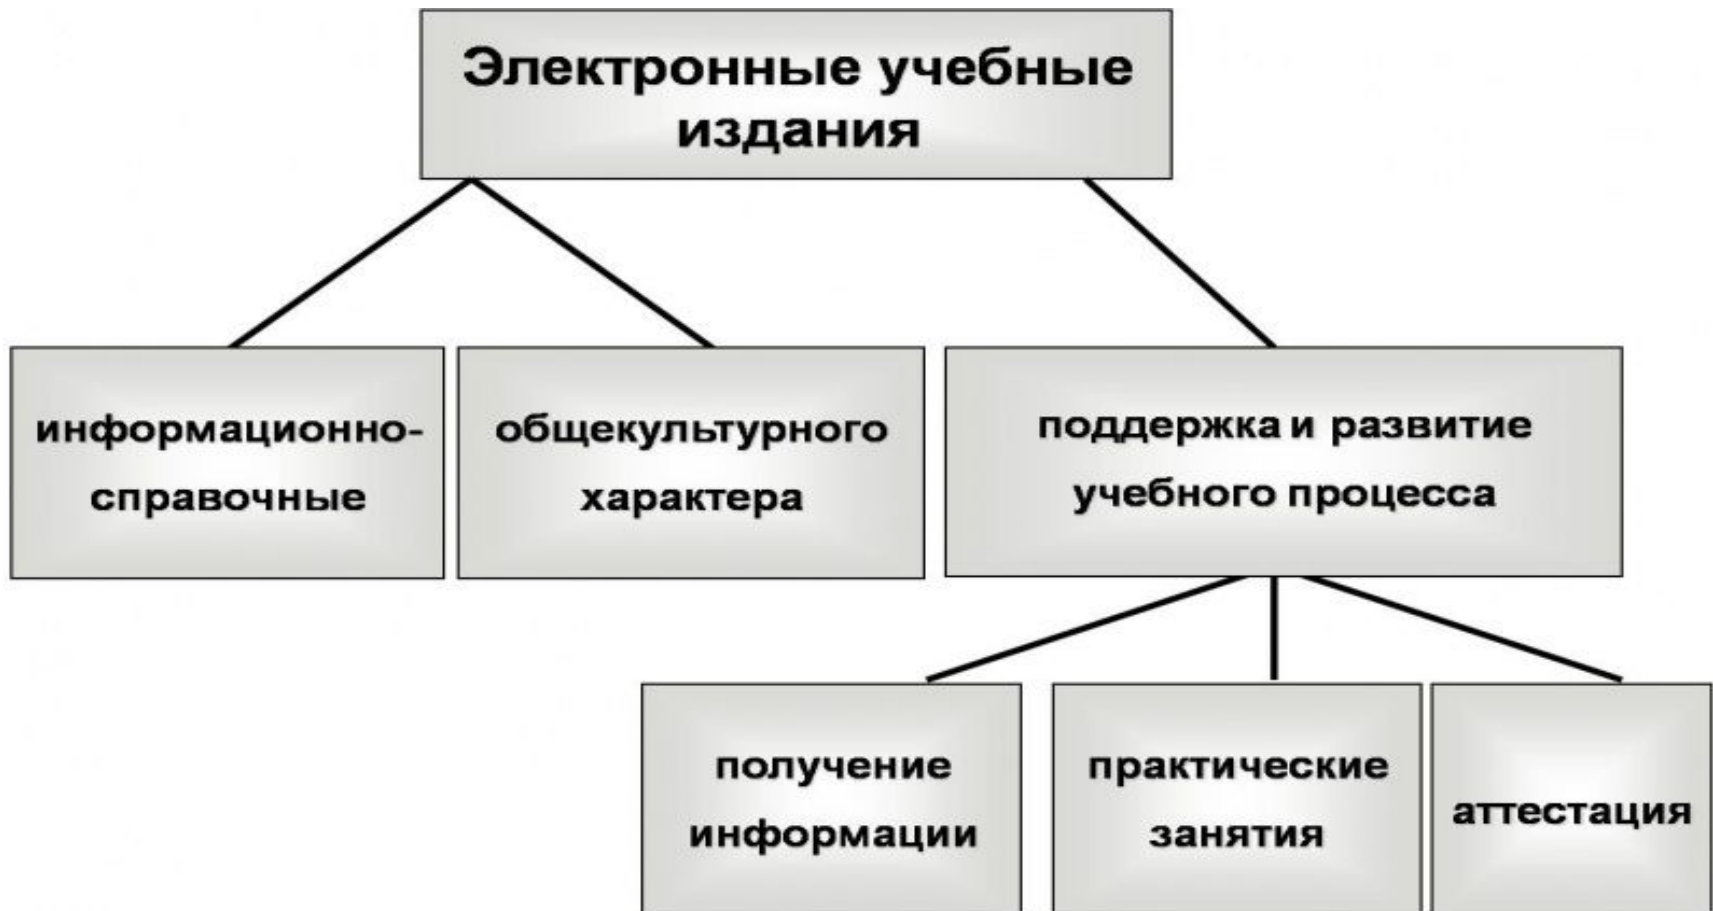 Электронные учебные
издания
информационно-
справочные
общекультурного
характера
поддержка и развитие
учебного процесса
получение
информации
практические
занятия
аттестация